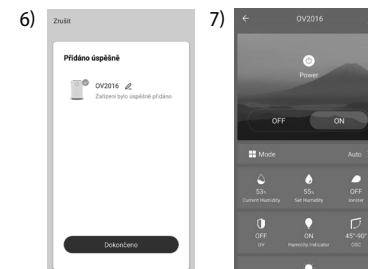 6)
Zrušit
Přidáno úspěšně
OV2016
Zařízení bylo úspěšně přidáno
Dokončeno
7)
OV2016
Power
OFF
ON
Mode
Auto
53%
55%
OFF
Current Humidity
Set Humidity
Ionizer
OFF
ON
45°-90°
UV
Humidity Indicator
OSC